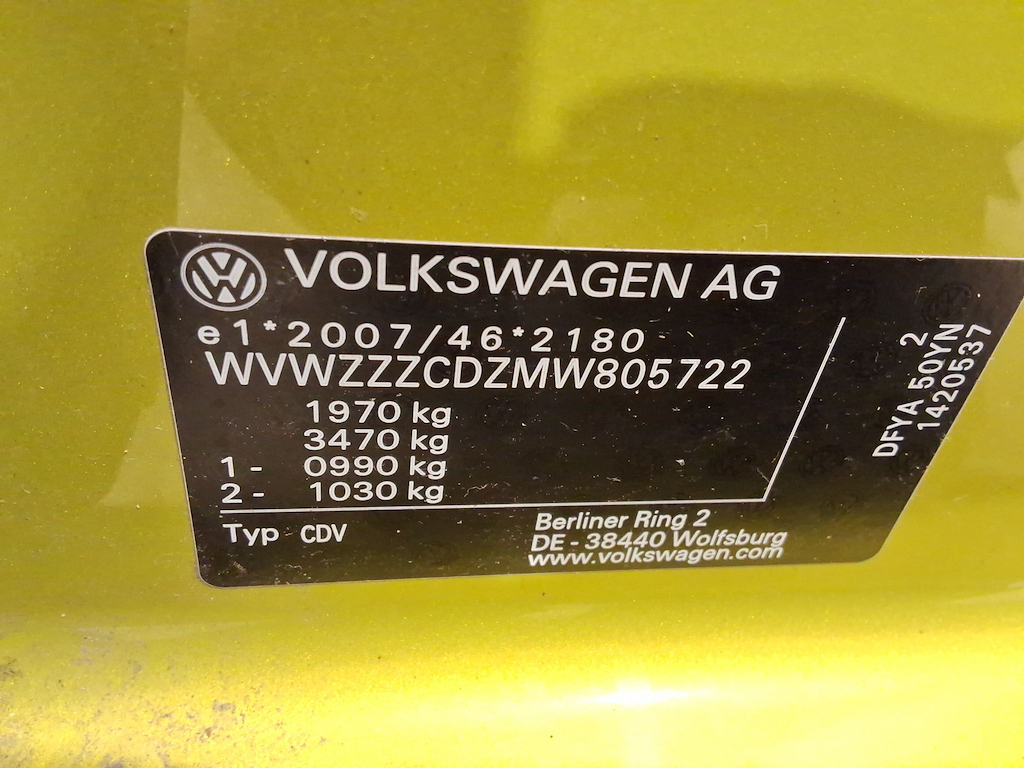 VOLKSWAGEN AG
e1*2007/46*2180
WVWZZZCDZMW805722
1970 kg
3470 kg
1 - 0990 kg
2 - 1030 kg
Typ CDV
Berliner Ring 2
DE - 38440 Wolfsburg
www.volkswagen.com
2
DFYA 50YN
1420537